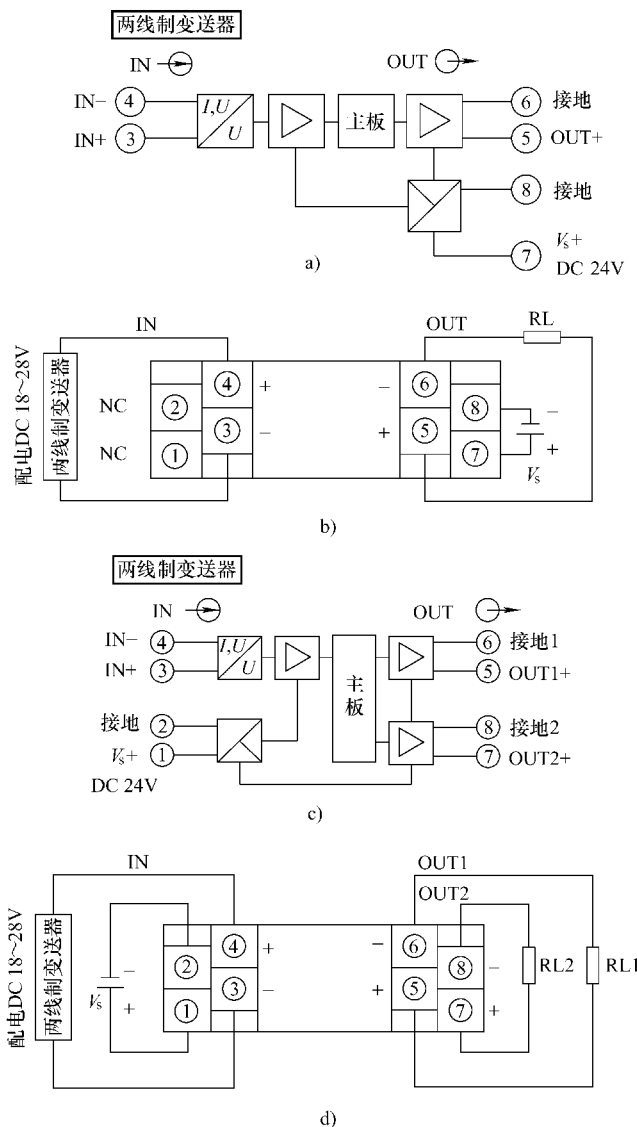 两线制变送器
IN OUT
IN- ④ I,U U 主板 ⑥ 接地
IN+ ③ ⑤ OUT+
⑧ 接地
⑦ Vs+
DC 24V
a)
IN OUT RL
配电DC 18~28V
两线制变送器
④ + - ⑥
NC ② ⑧ -
③ - + ⑤
NC ① ⑦ +
Vs
b)
两线制变送器
IN OUT
IN- ④ I,U U ⑥ 接地1
IN+ ③ ⑤ OUT1+
主板
接地 ② ⑧ 接地2
Vs+ ① ⑦ OUT2+
DC 24V
c)
IN OUT1
OUT2
配电DC 18~28V
两线制变送器
④ + - ⑥
- ② ⑧ -
Vs ③ - + ⑤ RL2 RL1
+ ① ⑦ +
d)